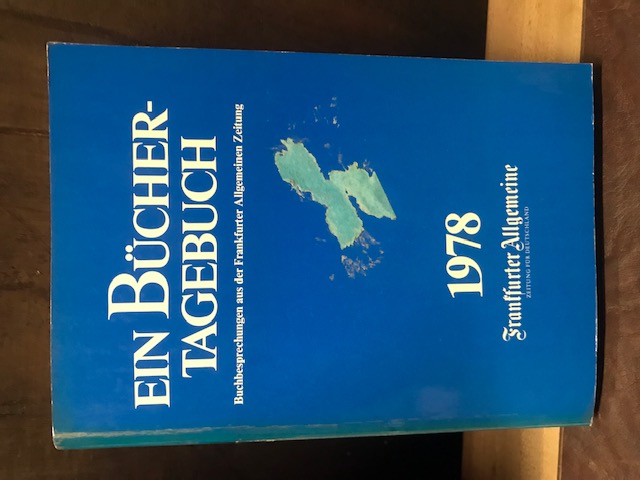 EIN BÜCHER-
TAGEBUCH
Buchbesprechungen aus der Frankfurter Allgemeinen Zeitung
1978
Frankfurter Allgemeine
ZEITUNG FÜR DEUTSCHLAND